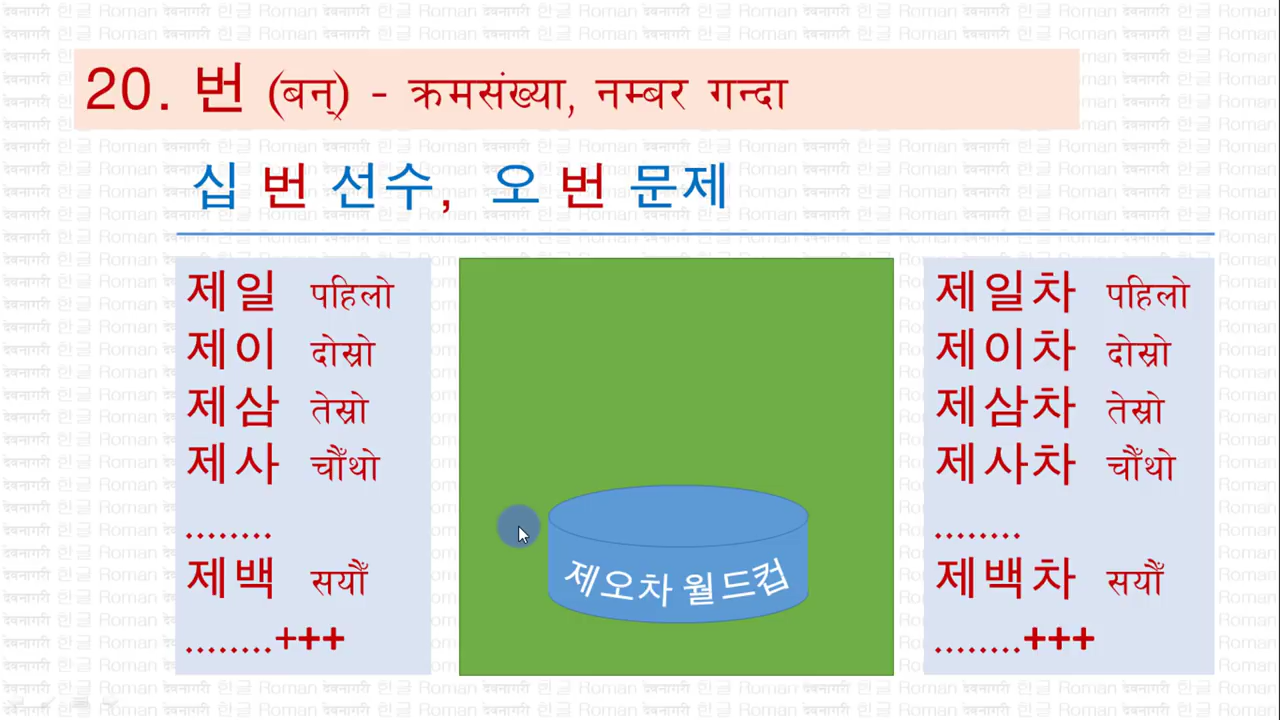 20. 번 (बन्) - क्रमसंख्या, नम्बर गन्दा
십 번 선수, 오 번 문제
제일 पहिलो
제이 दोस्रो
제삼 तेस्रो
제사 चौँथो
........
제백 सयौँ
........+++
제오차 월드컵
제일차 पहिलो
제이차 दोस्रो
제삼차 तेस्रो
제사차 चौँथो
........
제백차 सयौँ
........+++